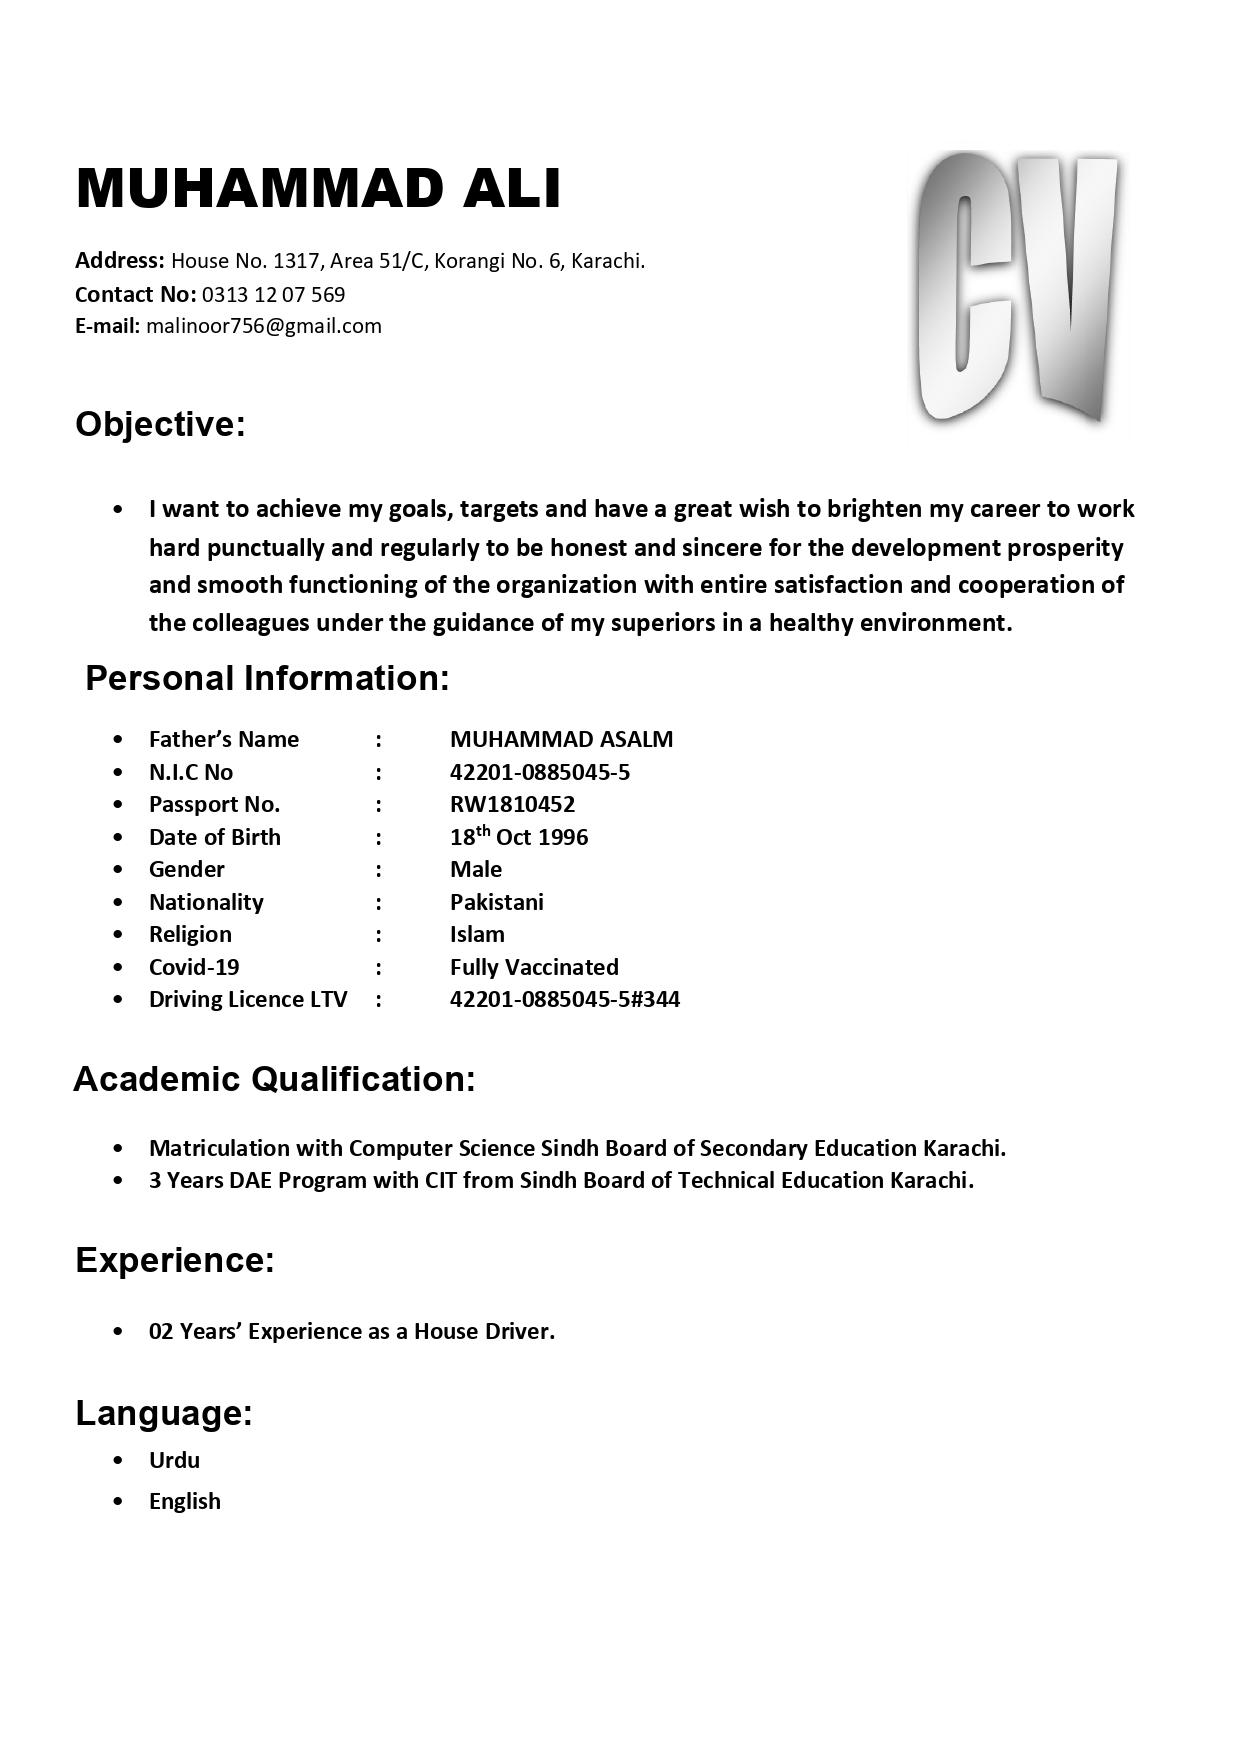 MUHAMMAD ALI
CV
Address: House No. 1317, Area 51/C, Korangi No. 6, Karachi.
Contact No: 0313 12 07 569
E-mail: malinoor756@gmail.com
Objective:
• I want to achieve my goals, targets and have a great wish to brighten my career to work
hard punctually and regularly to be honest and sincere for the development prosperity
and smooth functioning of the organization with entire satisfaction and cooperation of
the colleagues under the guidance of my superiors in a healthy environment.
Personal Information:
• Father’s Name : MUHAMMAD ASALM
• N.I.C No : 42201-0885045-5
• Passport No. : RW1810452
• Date of Birth : 18th Oct 1996
• Gender : Male
• Nationality : Pakistani
• Religion : Islam
• Covid-19 : Fully Vaccinated
• Driving Licence LTV : 42201-0885045-5#344
Academic Qualification:
• Matriculation with Computer Science Sindh Board of Secondary Education Karachi.
• 3 Years DAE Program with CIT from Sindh Board of Technical Education Karachi.
Experience:
• 02 Years’ Experience as a House Driver.
Language:
• Urdu
• English